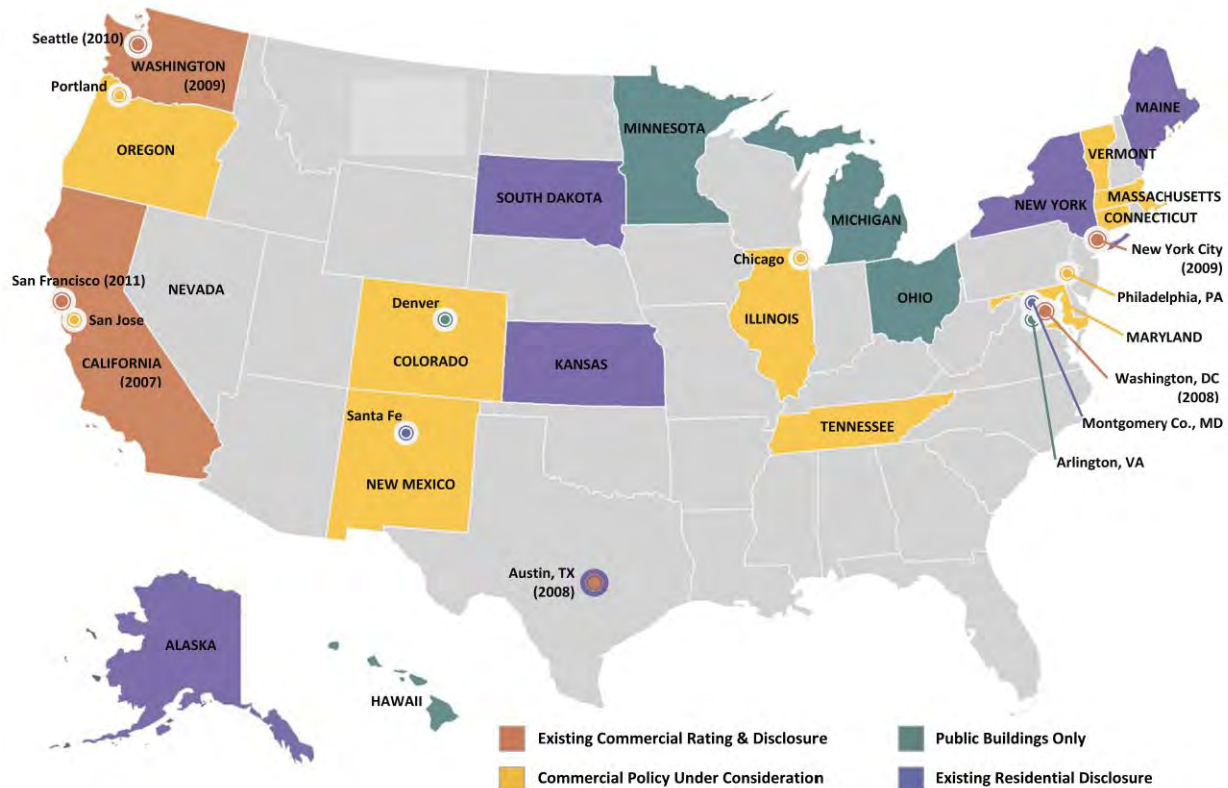 Seattle (2010)
WASHINGTON
(2009)
Portland
OREGON
MINNESOTA
MAINE
VERMONT
SOUTH DAKOTA
NEW YORK
MASSACHUSETTS
CONNECTICUT
MICHIGAN
New York City
(2009)
San Francisco (2011)
NEVADA
Chicago
San Jose
Denver
OHIO
Philadelphia, PA
ILLINOIS
MARYLAND
CALIFORNIA
(2007)
COLORADO
KANSAS
Washington, DC
(2008)
Santa Fe
TENNESSEE
Montgomery Co., MD
Arlington, VA
NEW MEXICO
Austin, TX
(2008)
ALASKA
HAWAII
Existing Commercial Rating & Disclosure
Public Buildings Only
Commercial Policy Under Consideration
Existing Residential Disclosure